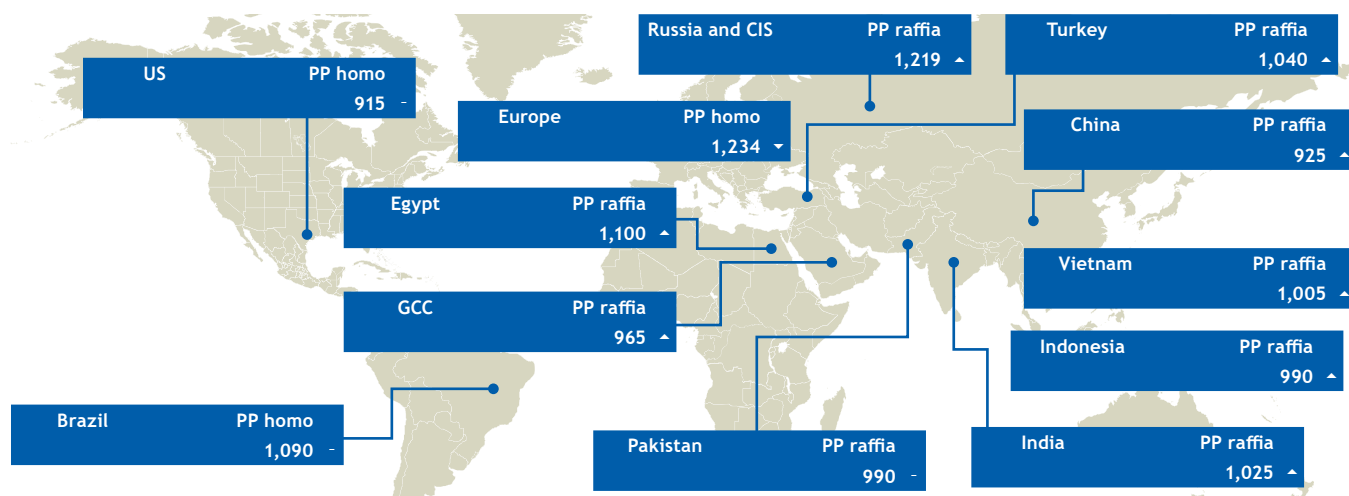 Russia and CIS PP raffia
1,219 ▲
Turkey PP raffia
1,040 ▲
US PP homo
915 –
Europe PP homo
1,234 ▼
China PP raffia
925 ▲
Egypt PP raffia
1,100 ▲
Vietnam PP raffia
1,005 ▲
GCC PP raffia
965 ▲
Indonesia PP raffia
990 ▲
Brazil PP homo
1,090 –
Pakistan PP raffia
990 –
India PP raffia
1,025 ▲